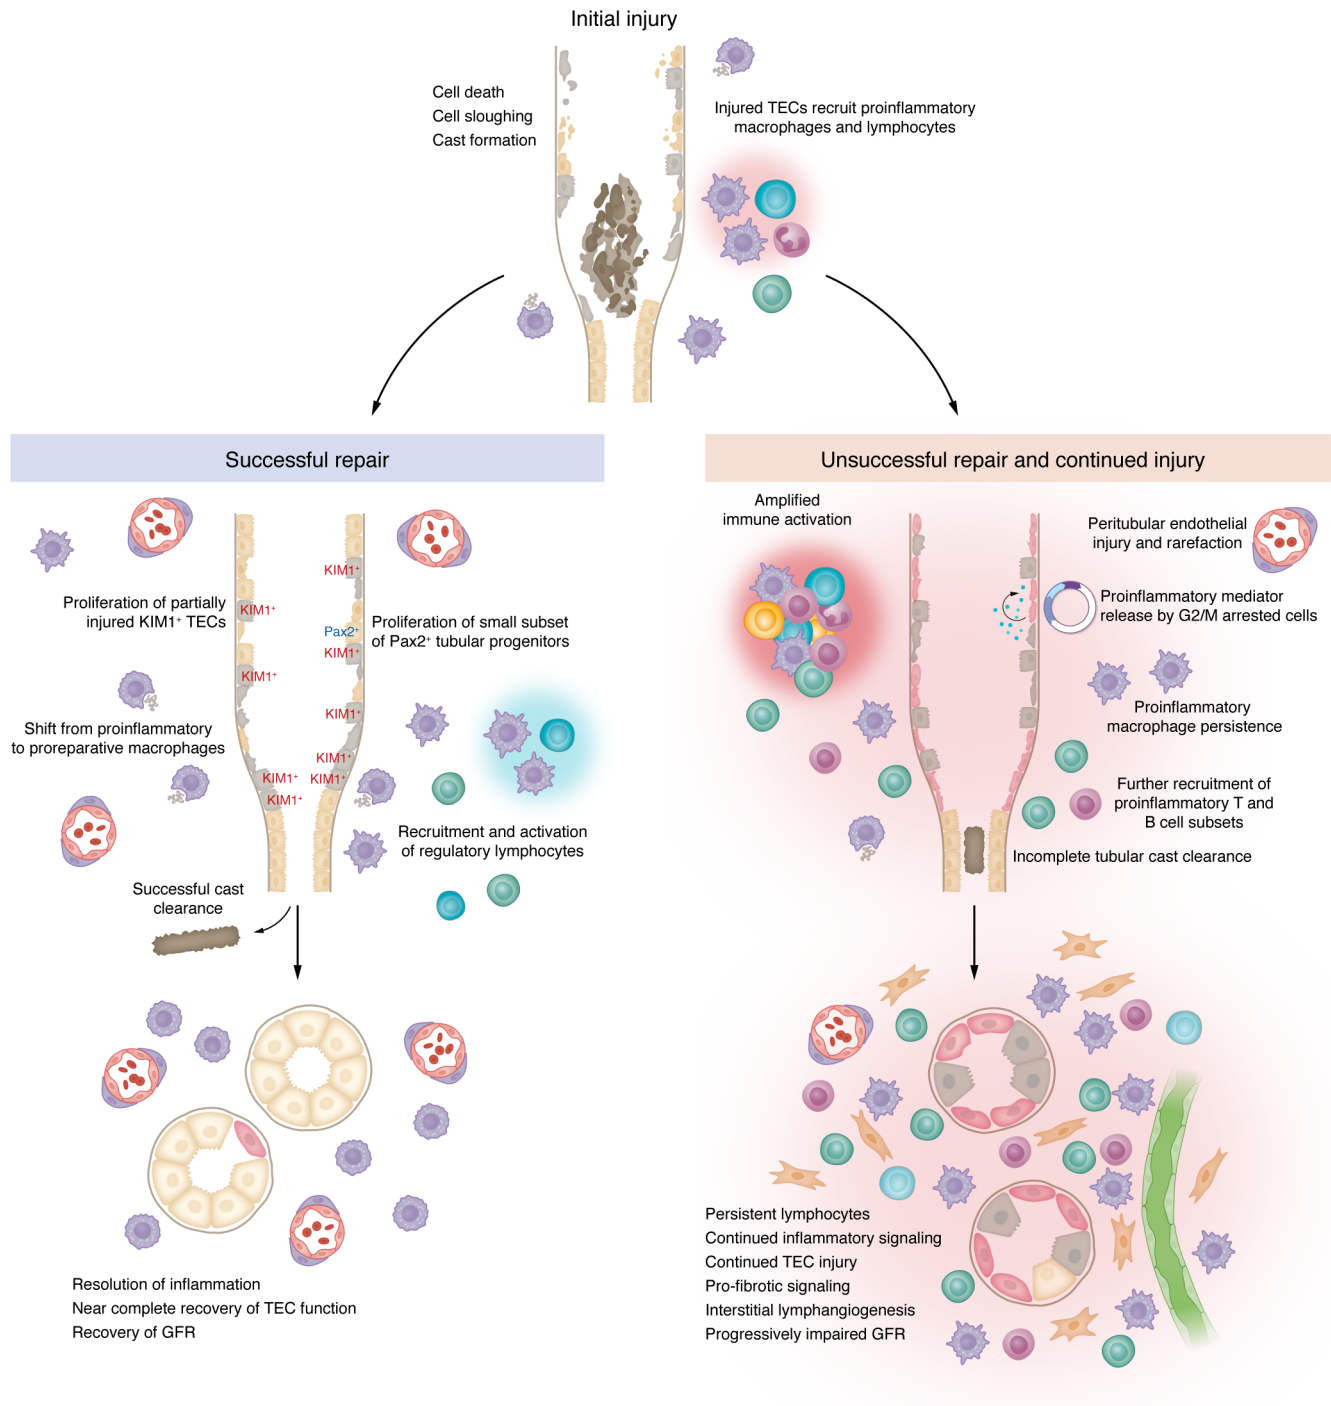 Initial injury
Cell death
Cell sloughing
Cast formation
Injured TECs recruit proinflammatory
macrophages and lymphocytes
Successful repair
Proliferation of partially
injured KIM1⁺ TECs
Shift from proinflammatory
to proreparative macrophages
KIM1⁺
KIM1⁺
Pax2⁺
KIM1⁺
KIM1⁺
KIM1⁺
KIM1⁺
KIM1⁺
KIM1⁺
KIM1⁺
Proliferation of small subset
of Pax2⁺ tubular progenitors
Recruitment and activation
of regulatory lymphocytes
Successful cast
clearance
Resolution of inflammation
Near complete recovery of TEC function
Recovery of GFR
Unsuccessful repair and continued injury
Amplified
immune activation
Peritubular endothelial
injury and rarefaction
Proinflammatory mediator
release by G2/M arrested cells
Proinflammatory
macrophage persistence
Further recruitment of
proinflammatory T and
B cell subsets
Incomplete tubular cast clearance
Persistent lymphocytes
Continued inflammatory signaling
Continued TEC injury
Pro-fibrotic signaling
Interstitial lymphangiogenesis
Progressively impaired GFR